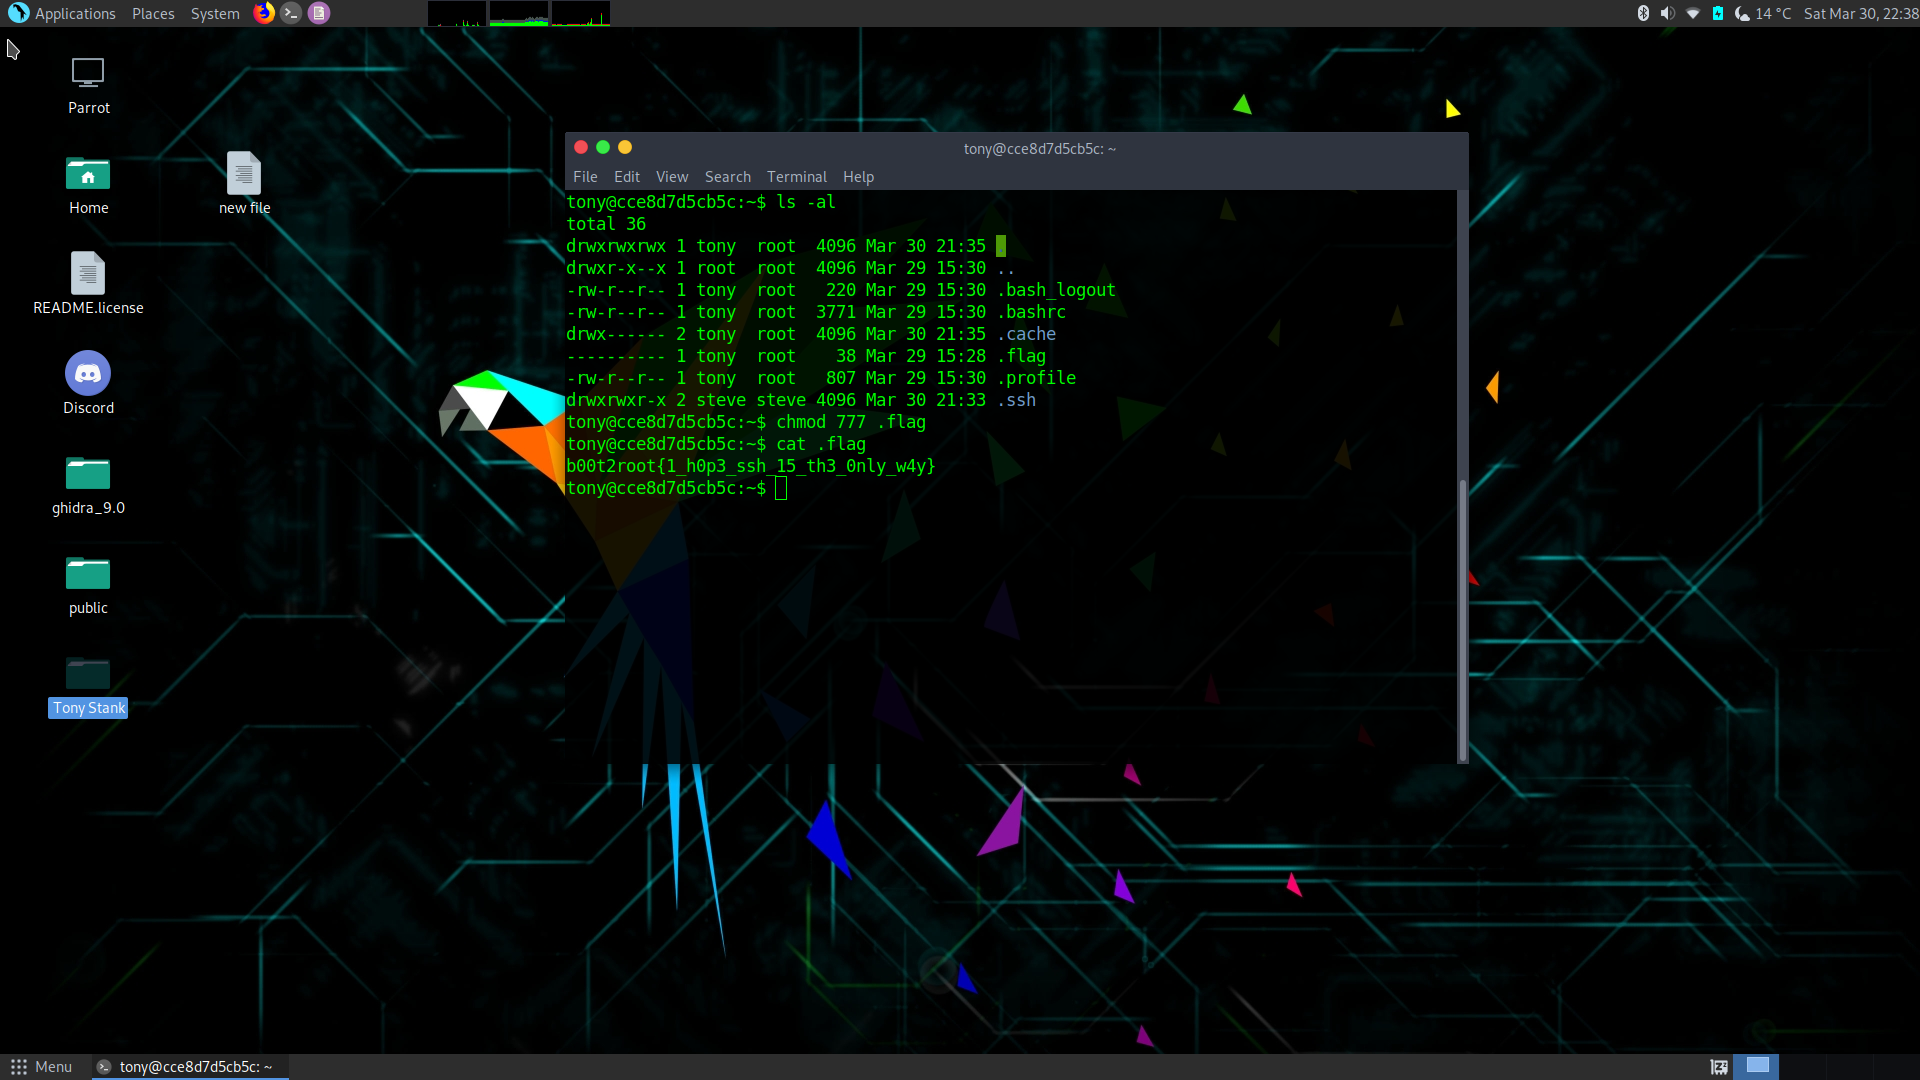 Applications Places System 14 °C Sat Mar 30, 22:38
Parrot
Home
new file
README.license
Discord
ghidra_9.0
public
Tony Stank
tony@cce8d7d5cb5c: ~
File Edit View Search Terminal Help
tony@cce8d7d5cb5c:~$ ls -al
total 36
drwxrwxrwx 1 tony  root  4096 Mar 30 21:35 .
drwxr-x--x 1 root  root  4096 Mar 29 15:30 ..
-rw-r--r-- 1 tony  root   220 Mar 29 15:30 .bash_logout
-rw-r--r-- 1 tony  root  3771 Mar 29 15:30 .bashrc
drwx------ 2 tony  root  4096 Mar 30 21:35 .cache
---------- 1 tony  root    38 Mar 29 15:28 .flag
-rw-r--r-- 1 tony  root   807 Mar 29 15:30 .profile
drwxrwxr-x 2 steve steve 4096 Mar 30 21:33 .ssh
tony@cce8d7d5cb5c:~$ chmod 777 .flag
tony@cce8d7d5cb5c:~$ cat .flag
b00t2root{1_h0p3_ssh_15_th3_0nly_w4y}
tony@cce8d7d5cb5c:~$
Menu tony@cce8d7d5cb5c: ~